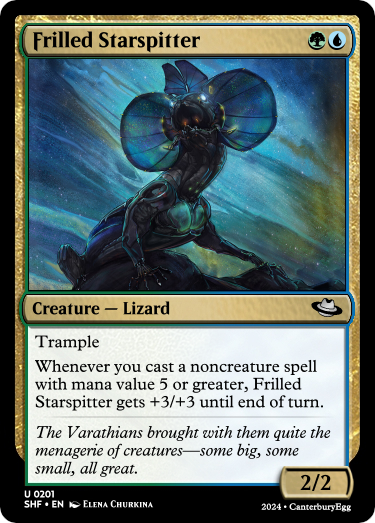 Frilled Starspitter
Creature — Lizard
Trample
Whenever you cast a noncreature spell
with mana value 5 or greater, Frilled
Starspitter gets +3/+3 until end of turn.
The Varathians brought with them quite the
menagerie of creatures—some big, some
small, all great.
2/2
U 0201
SHF • EN Elena Churkina
2024 • CanterburyEgg